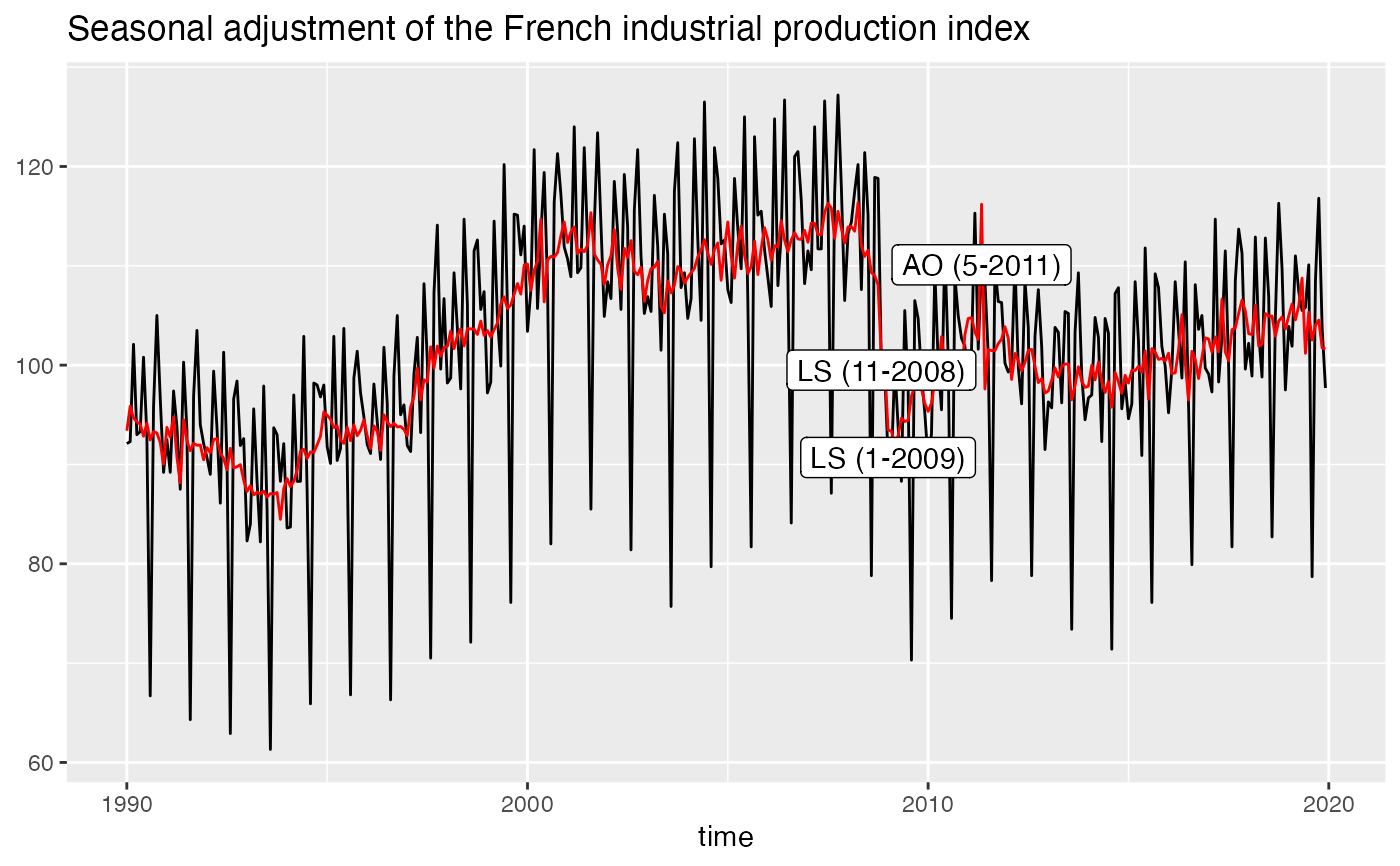 Seasonal adjustment of the French industrial production index
120
100
80
60
AO (5-2011)
LS (11-2008)
LS (1-2009)
1990
2000
2010
2020
time